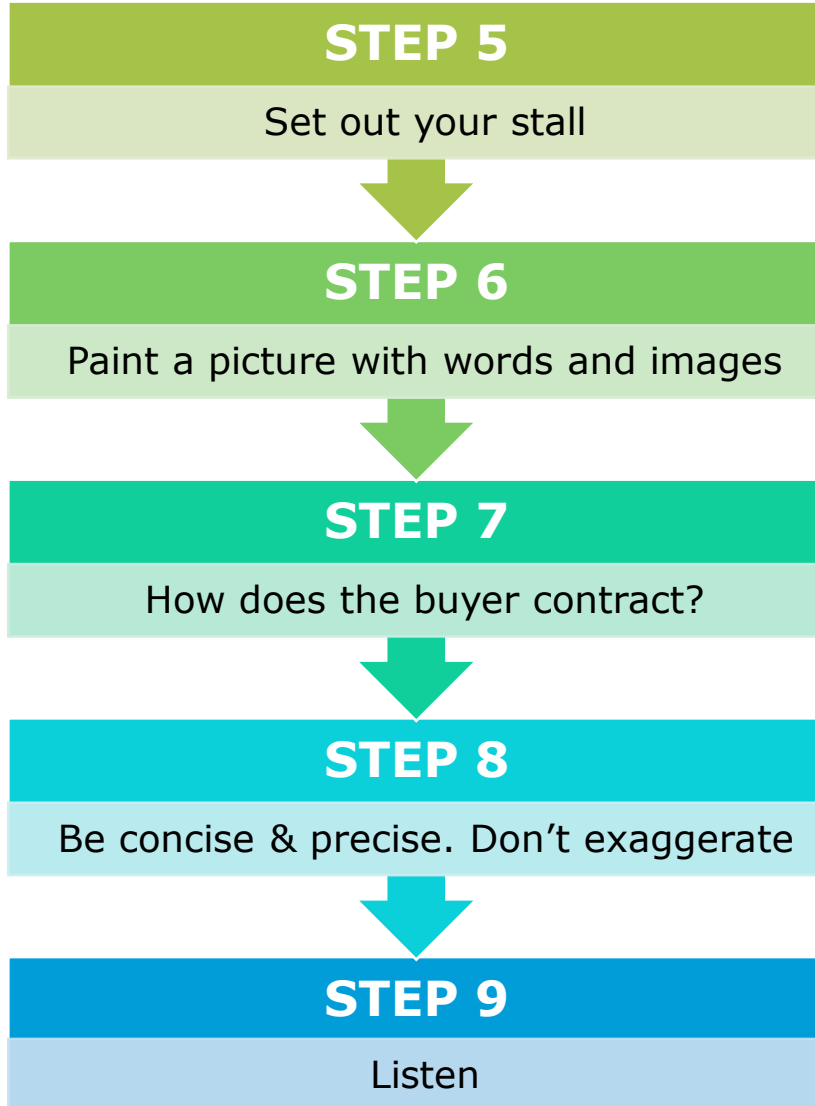 STEP 5
Set out your stall
STEP 6
Paint a picture with words and images
STEP 7
How does the buyer contract?
STEP 8
Be concise & precise. Don’t exaggerate
STEP 9
Listen